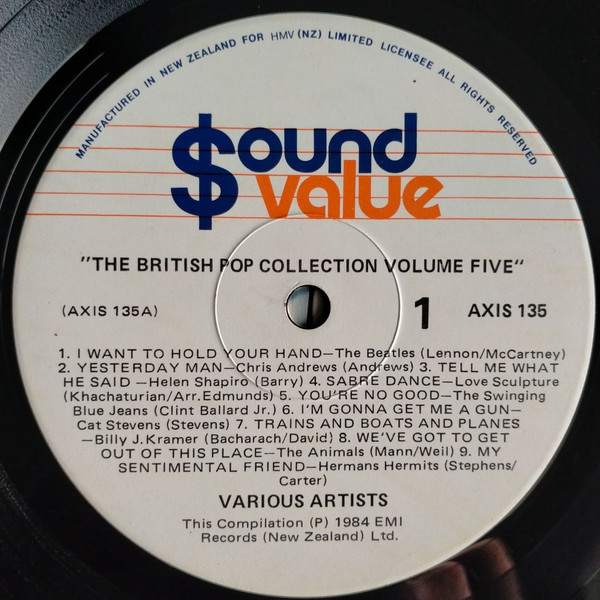 MANUFACTURED IN NEW ZEALAND FOR HMV (NZ) LIMITED LICENSEE ALL RIGHTS RESERVED
$ound
value
"THE BRITISH POP COLLECTION VOLUME FIVE"
(AXIS 135A) 1 AXIS 135
1. I WANT TO HOLD YOUR HAND—The Beatles (Lennon/McCartney)
2. YESTERDAY MAN—Chris Andrews (Andrews) 3. TELL ME WHAT
HE SAID —Helen Shapiro (Barry) 4. SABRE DANCE—Love Sculpture
(Khachaturian/Arr.Edmunds) 5. YOU'RE NO GOOD—The Swinging
Blue Jeans (Clint Ballard Jr.) 6. I'M GONNA GET ME A GUN—
Cat Stevens (Stevens) 7. TRAINS AND BOATS AND PLANES
—Billy J.Kramer (Bacharach/David) 8. WE'VE GOT TO GET
OUT OF THIS PLACE—The Animals (Mann/Weil) 9. MY
SENTIMENTAL FRIEND—Hermans Hermits (Stephens/
Carter)
VARIOUS ARTISTS
This Compilation (P) 1984 EMI
Records (New Zealand) Ltd.